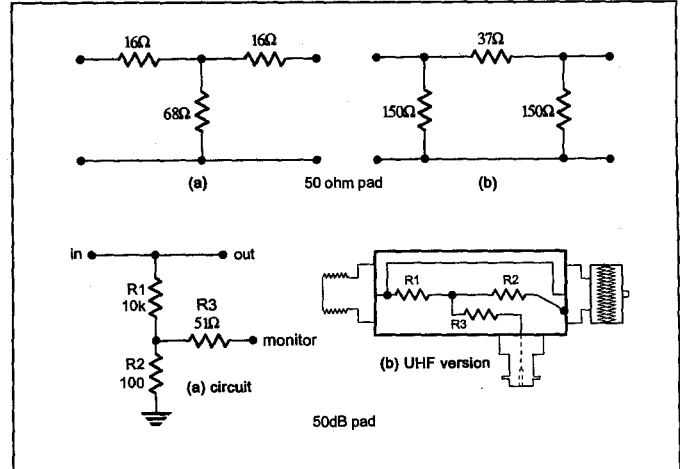 16Ω 16Ω 37Ω
68Ω 150Ω 150Ω
(a) 50 ohm pad (b)
in out
R1
10k
R3
51Ω
monitor
R2
100
(a) circuit
R1 R2
R3
(b) UHF version
50dB pad